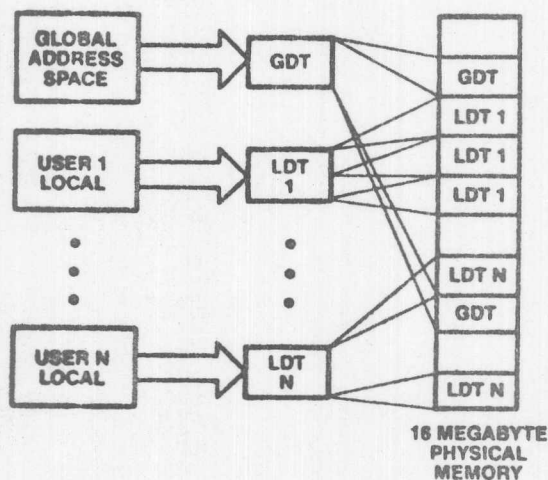 GLOBAL
ADDRESS
SPACE
GDT
USER 1
LOCAL
LDT
1
USER N
LOCAL
LDT
N
GDT
LDT 1
LDT 1
LDT 1
LDT N
GDT
LDT N
16 MEGABYTE
PHYSICAL
MEMORY